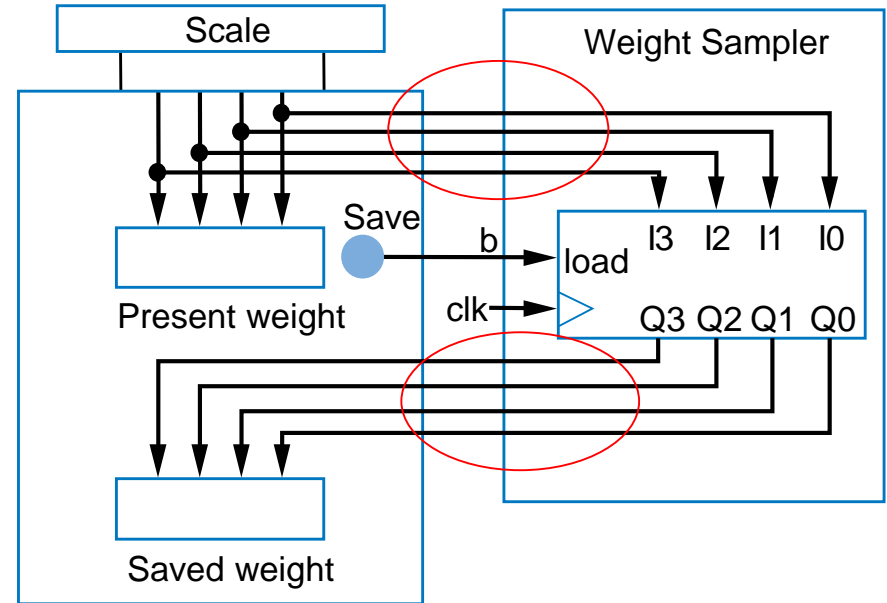 Scale
Weight Sampler
Save
b
load
I3 I2 I1 I0
clk
Present weight
Q3 Q2 Q1 Q0
Saved weight